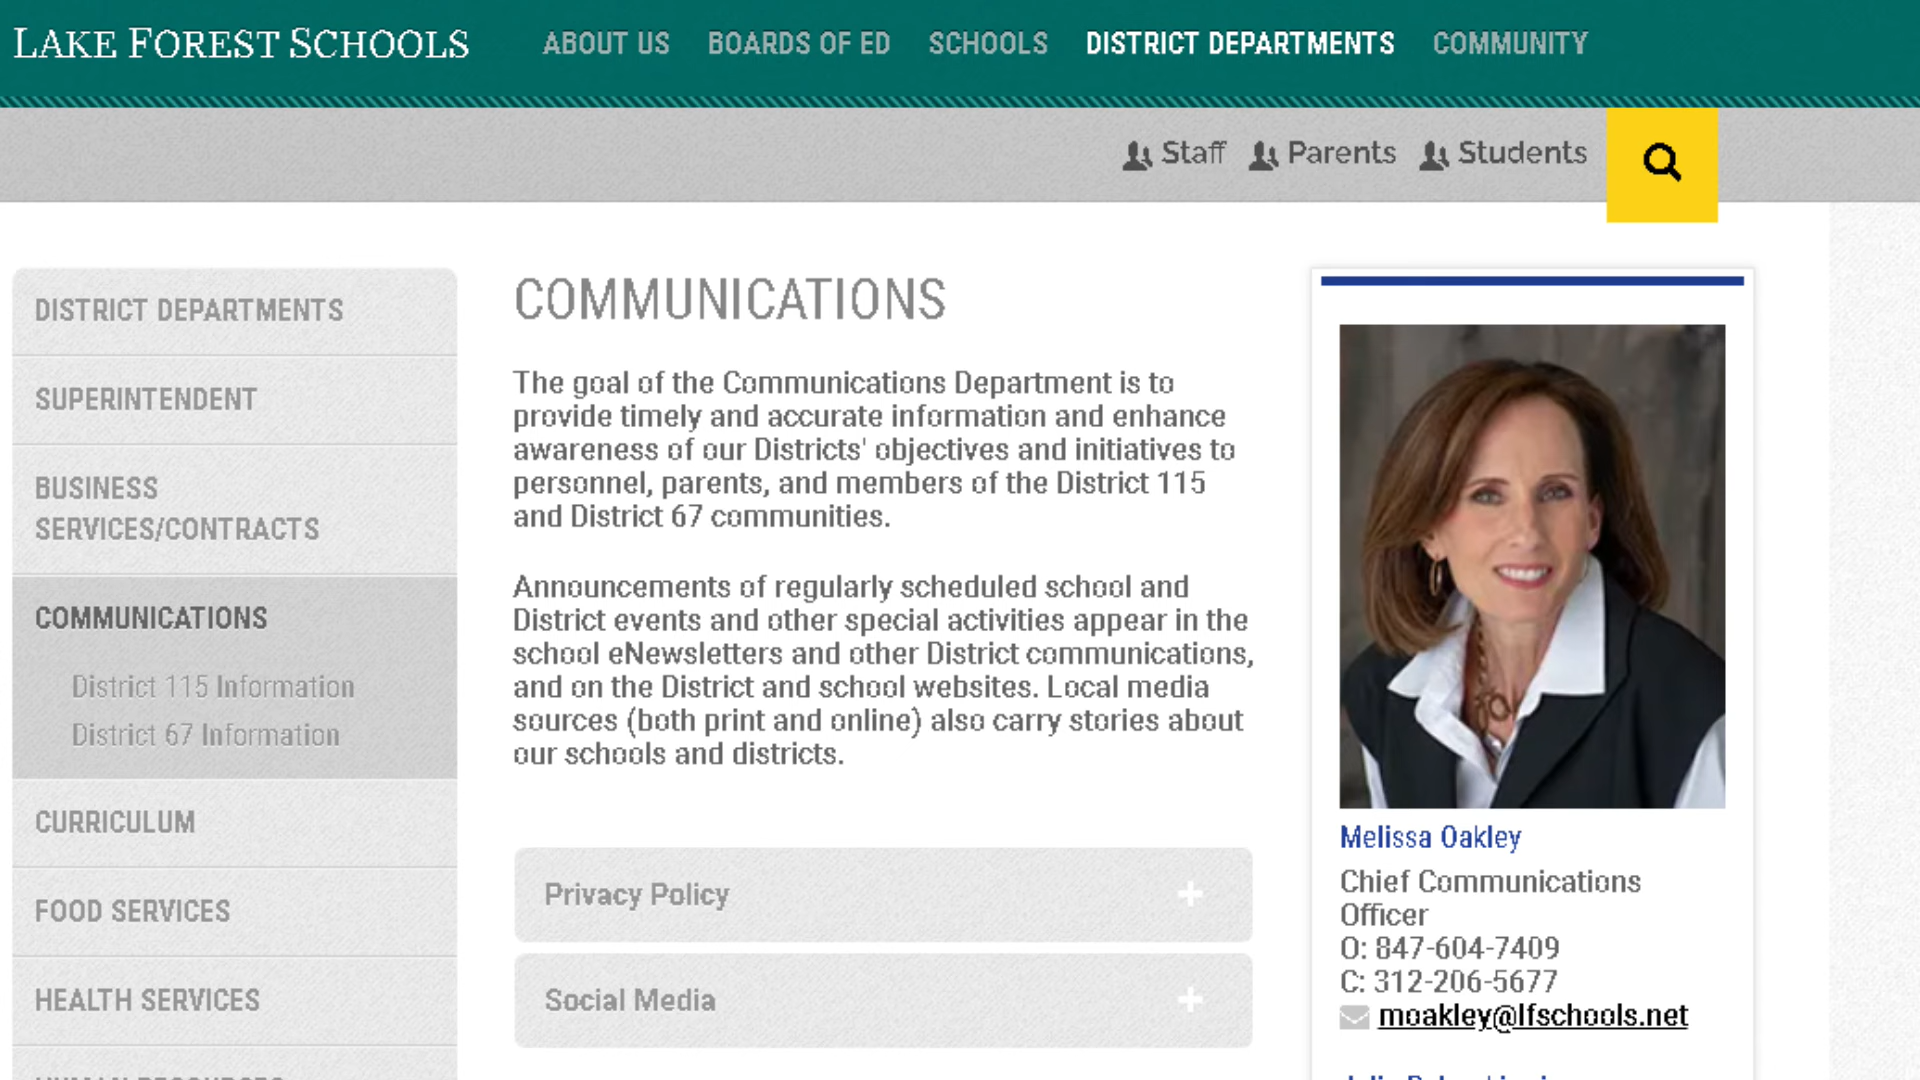 LAKE FOREST SCHOOLS
ABOUT US
BOARDS OF ED
SCHOOLS
DISTRICT DEPARTMENTS
COMMUNITY
Staff
Parents
Students
DISTRICT DEPARTMENTS
SUPERINTENDENT
BUSINESS
SERVICES/CONTRACTS
COMMUNICATIONS
District 115 Information
District 67 Information
CURRICULUM
FOOD SERVICES
HEALTH SERVICES
COMMUNICATIONS
The goal of the Communications Department is to
provide timely and accurate information and enhance
awareness of our Districts' objectives and initiatives to
personnel, parents, and members of the District 115
and District 67 communities.
Announcements of regularly scheduled school and
District events and other special activities appear in the
school eNewsletters and other District communications,
and on the District and school websites. Local media
sources (both print and online) also carry stories about
our schools and districts.
Privacy Policy
Social Media
Melissa Oakley
Chief Communications
Officer
O: 847-604-7409
C: 312-206-5677
moakley@lfschools.net